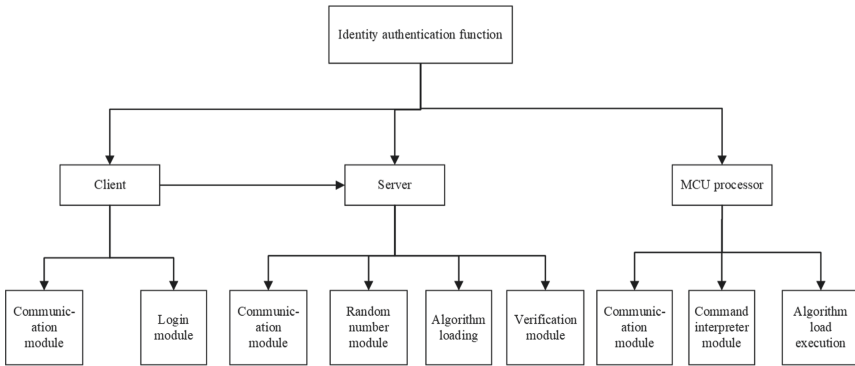 Identity authentication function
Client
Server
MCU processor
Communic-
ation
module
Login
module
Communic-
ation
module
Random
number
module
Algorithm
loading
Verification
module
Communic-
ation
module
Command
interpreter
module
Algorithm
load
execution